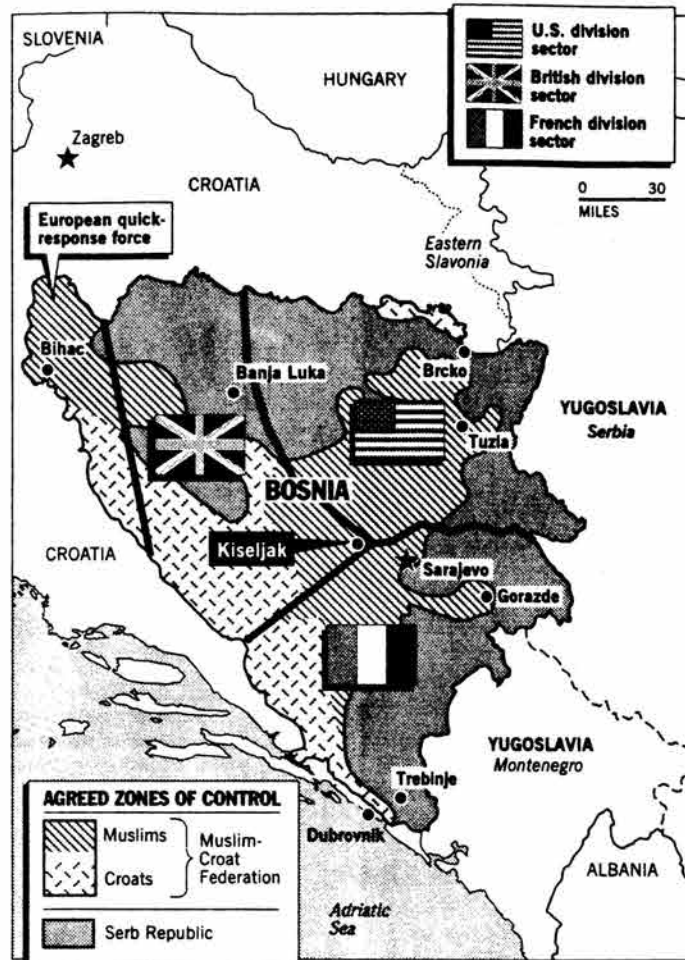 SLOVENIA
HUNGARY
U.S. division
sector
British division
sector
French division
sector
Zagreb
CROATIA
0 30
MILES
European quick-
response force
Eastern
Slavonia
Bihac
Banja Luka
Brcko
YUGOSLAVIA
Serbia
Tuzla
BOSNIA
Kiseljak
CROATIA
Sarajevo
Gorazde
YUGOSLAVIA
Montenegro
Trebinje
Dubrovnik
ALBANIA
Adriatic
Sea
AGREED ZONES OF CONTROL
Muslims
Croats
Muslim-
Croat
Federation
Serb Republic